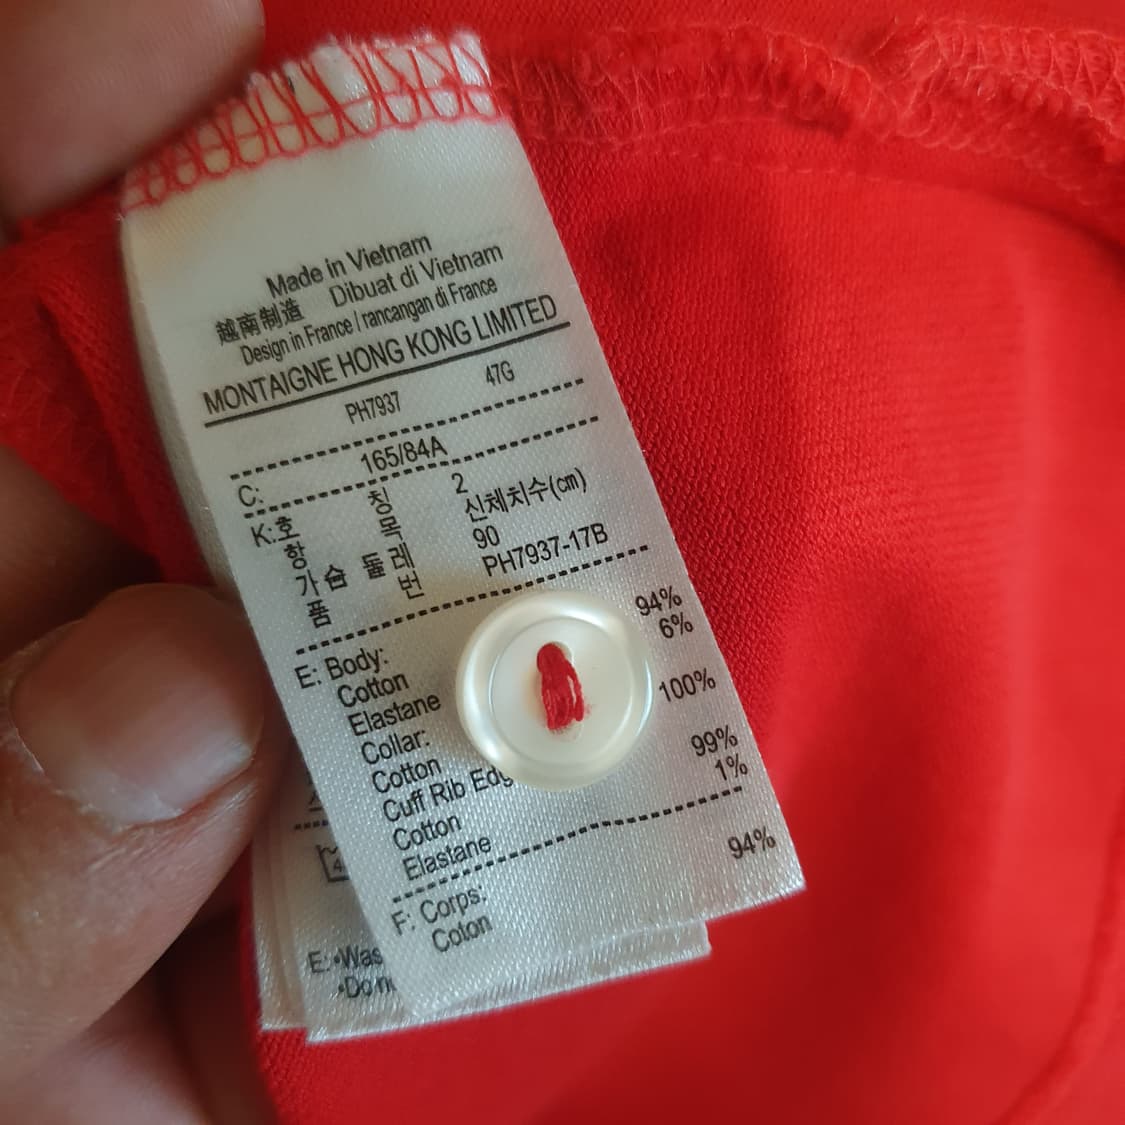 Made in Vietnam
越南制造 Dibuat di Vietnam
Design in France / rancangan di France
MONTAIGNE HONG KONG LIMITED
PH7937 47G
165/84A
C:
K:호 칭 2
항 목 신체치수(cm)
가슴 둘레 90
품 번 PH7937-17B
E: Body:
Cotton 94%
Elastane 6%
Collar:
Cotton 100%
Cuff Rib Edg
Cotton 99%
Elastane 1%
F: Corps:
Coton 94%
E: •Was
•Do n